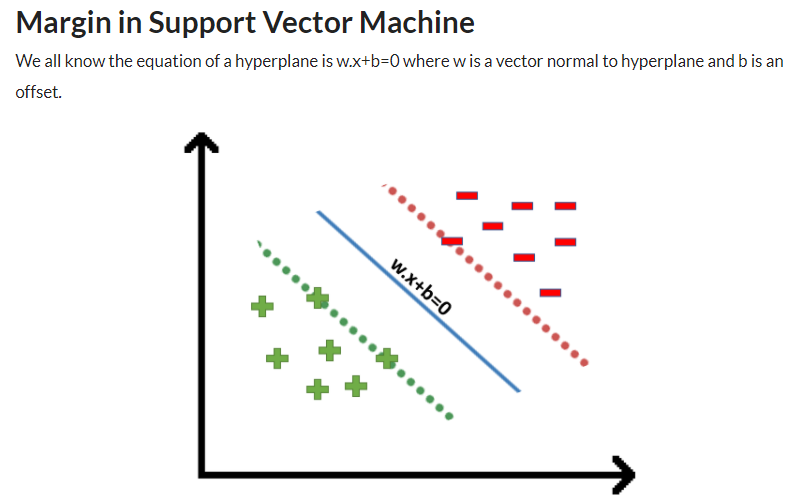 Margin in Support Vector Machine
We all know the equation of a hyperplane is w.x+b=0 where w is a vector normal to hyperplane and b is an
offset.
w.x+b=0